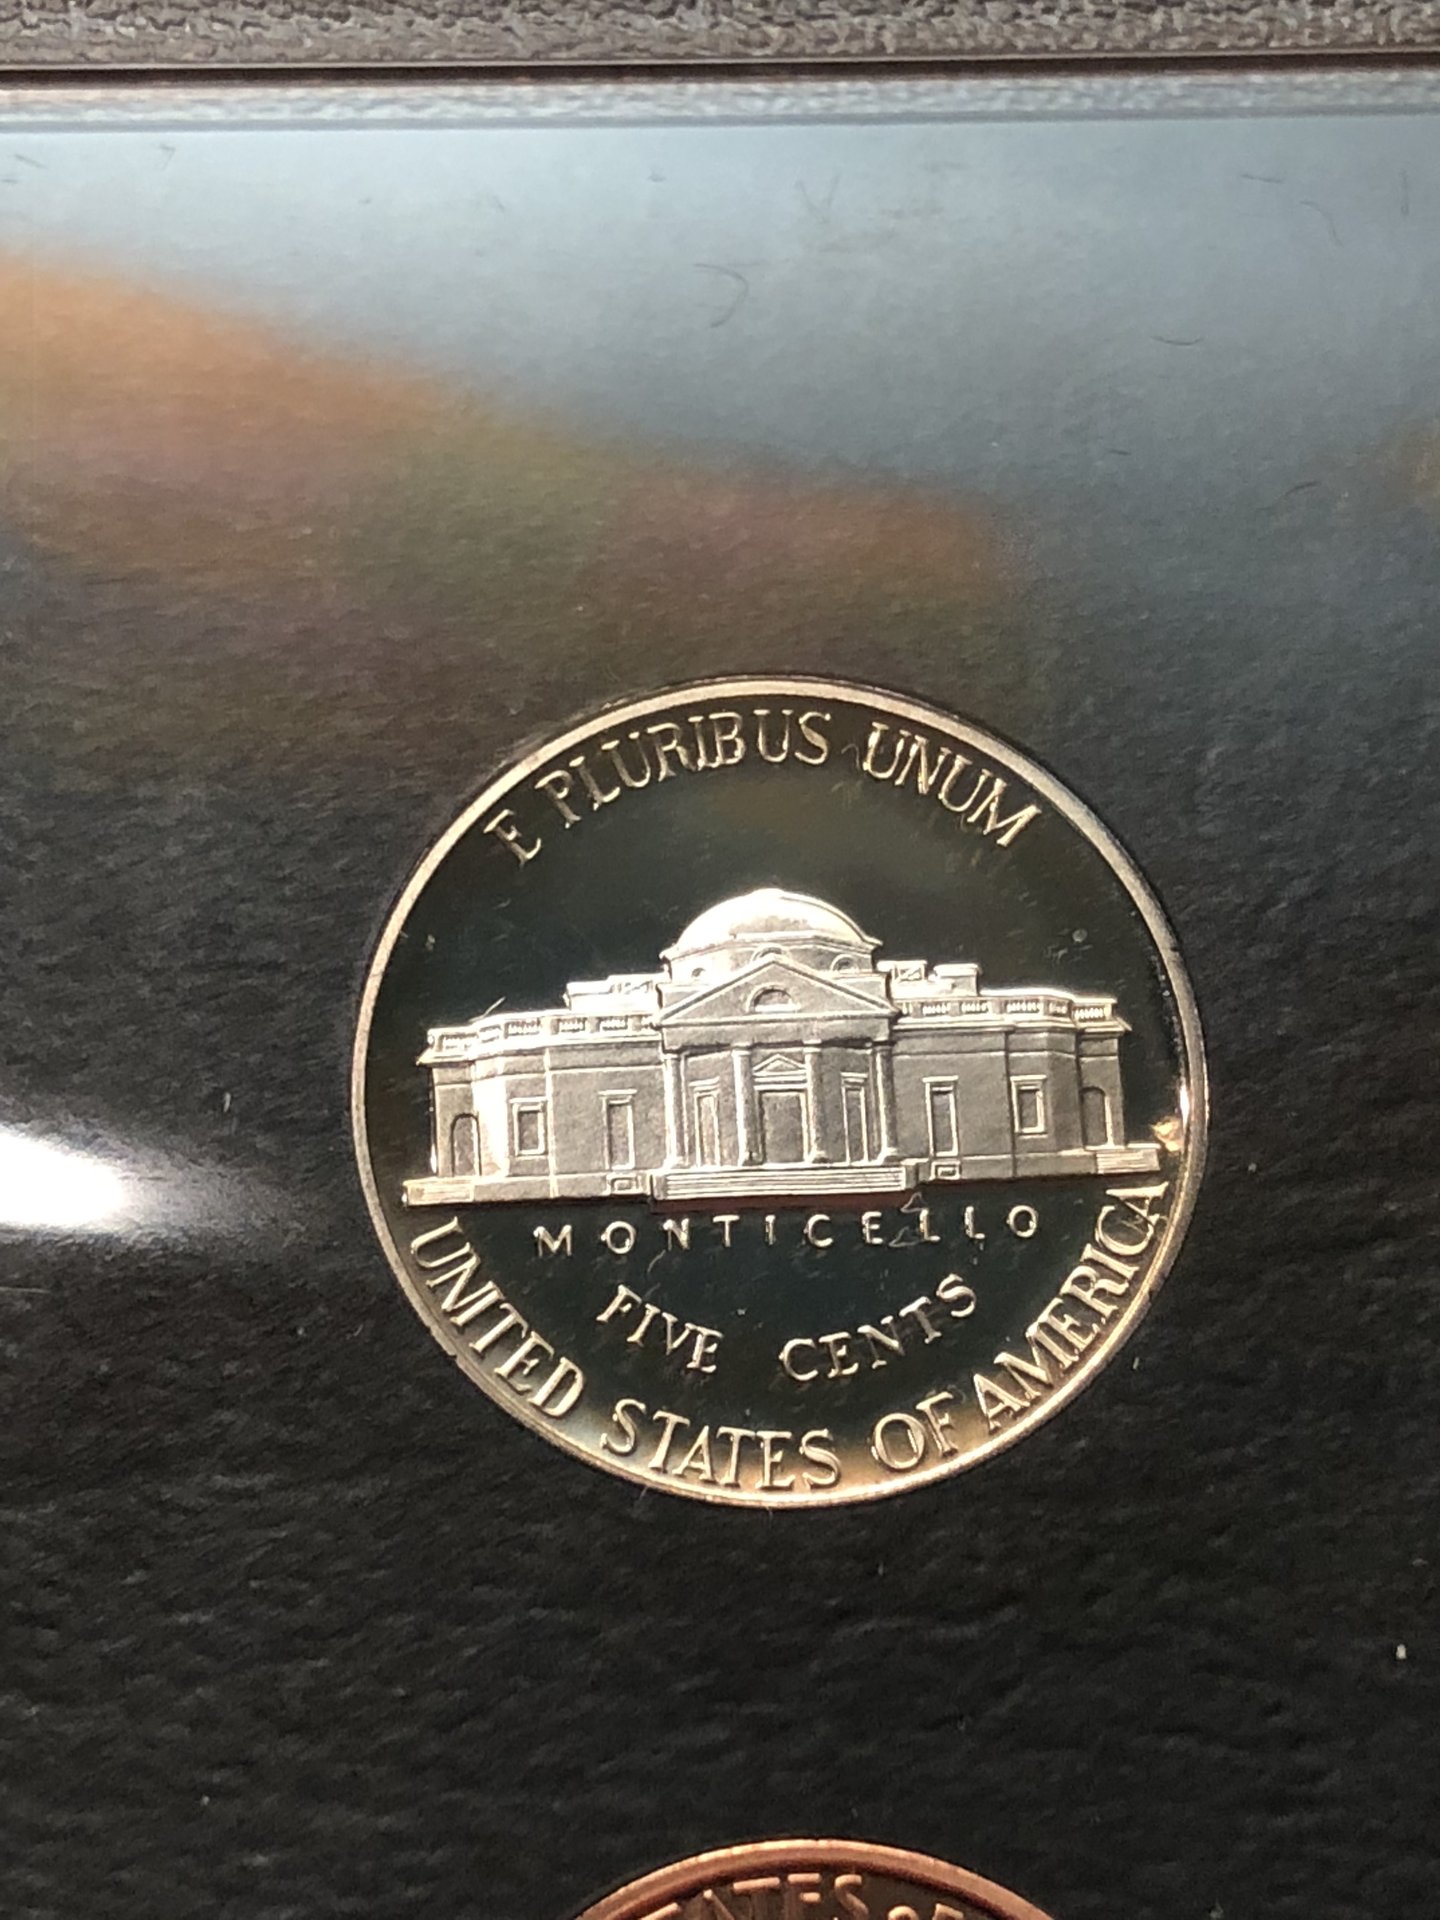 E PLURIBUS UNUM
MONTICELLO
FIVE CENTS
UNITED STATES OF AMERICA